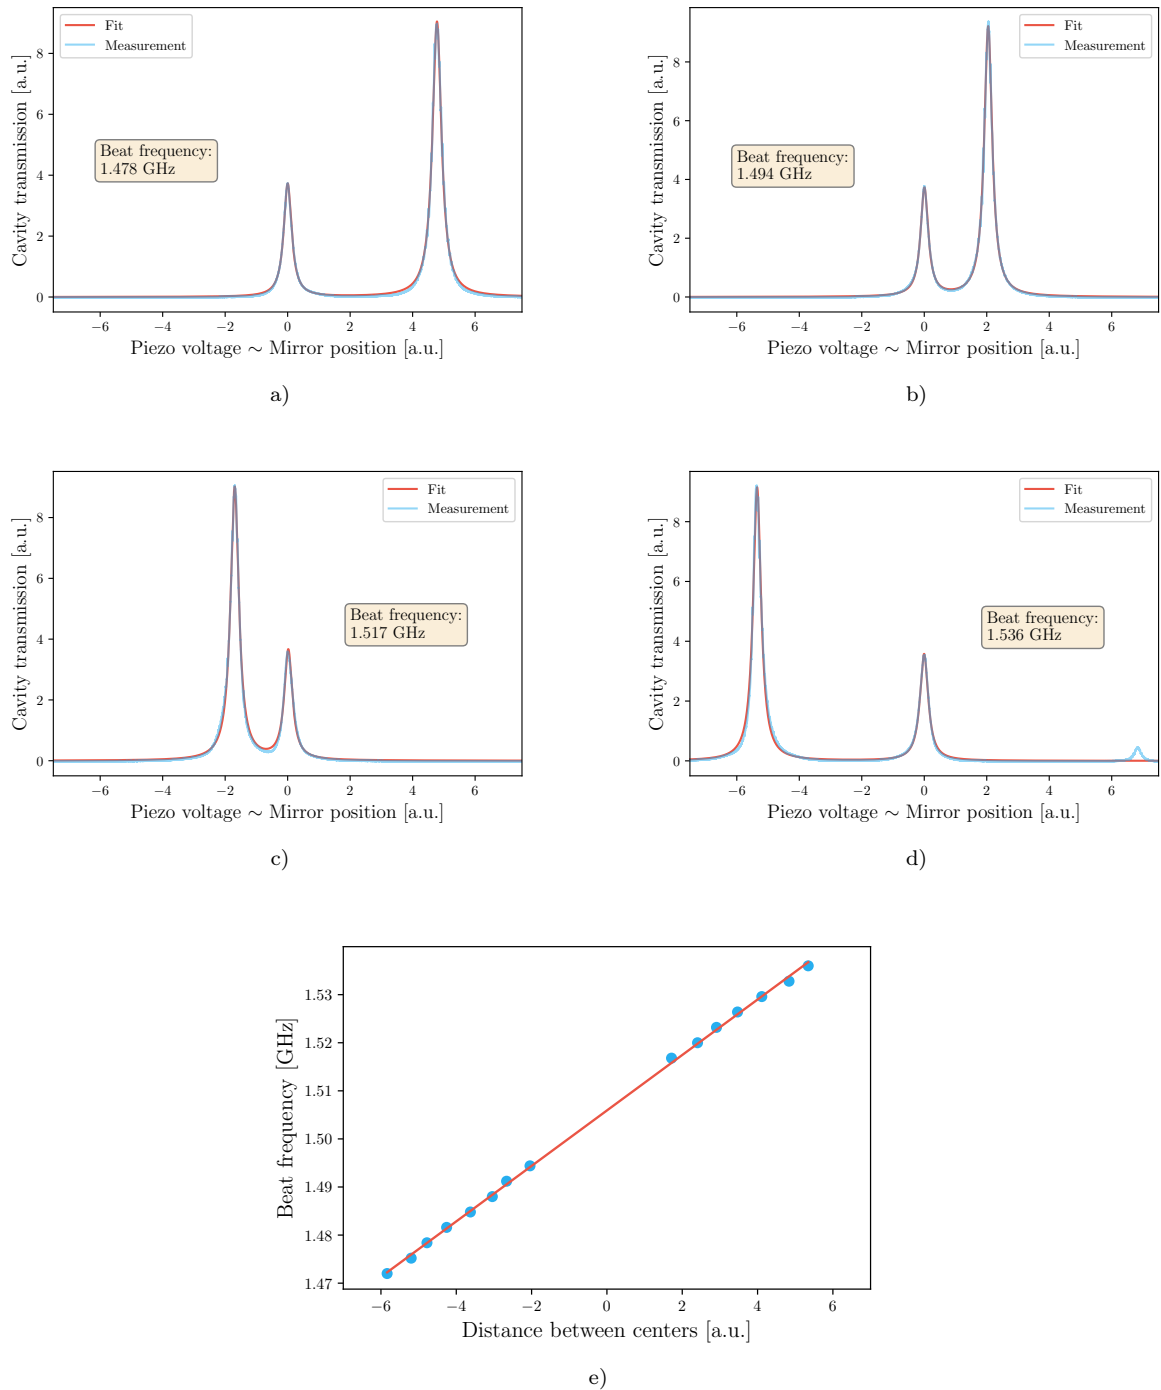 Fit
Measurement
Beat frequency:
1.478 GHz
Cavity transmission [a.u.]
8
6
4
2
0
−6 −4 −2 0 2 4 6
Piezo voltage ∼ Mirror position [a.u.]
a)
Fit
Measurement
Beat frequency:
1.494 GHz
Cavity transmission [a.u.]
8
6
4
2
0
−6 −4 −2 0 2 4 6
Piezo voltage ∼ Mirror position [a.u.]
b)
Fit
Measurement
Beat frequency:
1.517 GHz
Cavity transmission [a.u.]
8
6
4
2
0
−6 −4 −2 0 2 4 6
Piezo voltage ∼ Mirror position [a.u.]
c)
Fit
Measurement
Beat frequency:
1.536 GHz
Cavity transmission [a.u.]
8
6
4
2
0
−6 −4 −2 0 2 4 6
Piezo voltage ∼ Mirror position [a.u.]
d)
Beat frequency [GHz]
1.53
1.52
1.51
1.50
1.49
1.48
1.47
−6 −4 −2 0 2 4 6
Distance between centers [a.u.]
e)